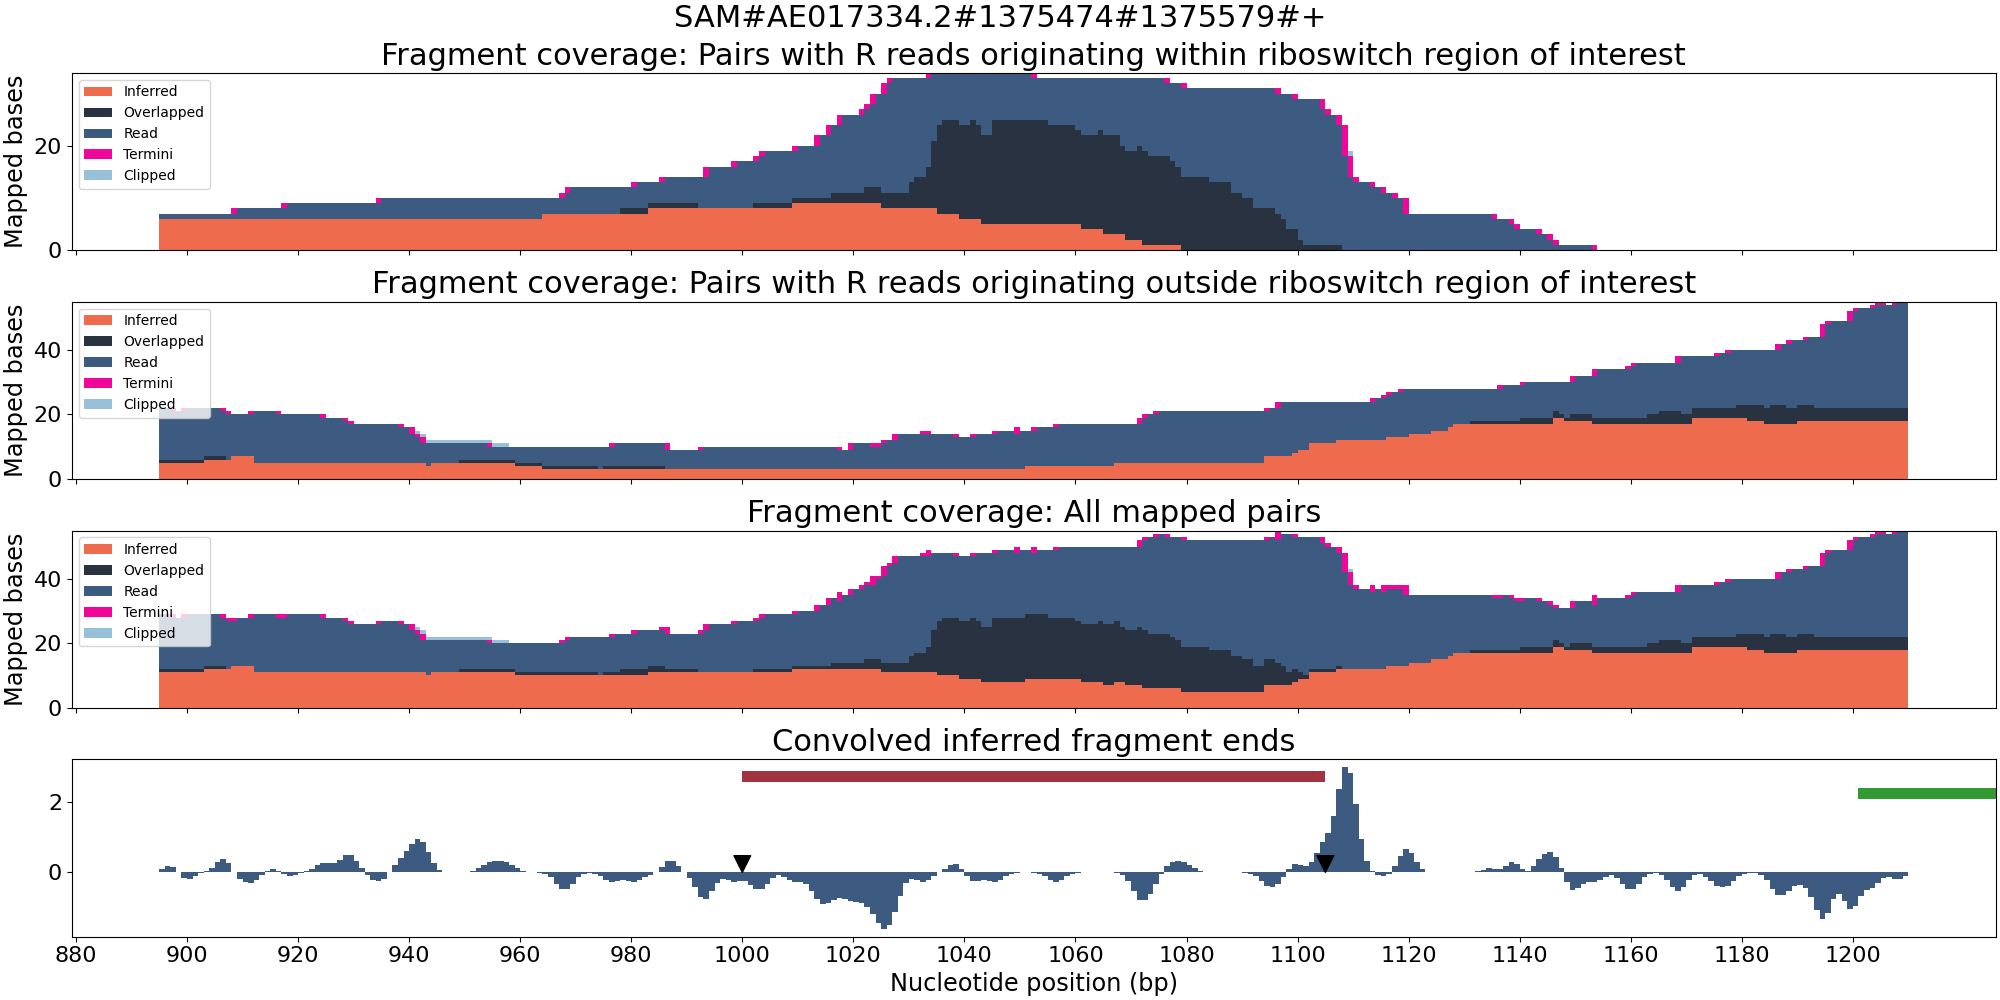 SAM#AE017334.2#1375474#1375579#+
Fragment coverage: Pairs with R reads originating within riboswitch region of interest
Mapped bases
20
0
Inferred
Overlapped
Read
Termini
Clipped
Fragment coverage: Pairs with R reads originating outside riboswitch region of interest
Mapped bases
40
20
0
Inferred
Overlapped
Read
Termini
Clipped
Fragment coverage: All mapped pairs
Mapped bases
40
20
0
Inferred
Overlapped
Read
Termini
Clipped
Convolved inferred fragment ends
2
0
880 900 920 940 960 980 1000 1020 1040 1060 1080 1100 1120 1140 1160 1180 1200
Nucleotide position (bp)